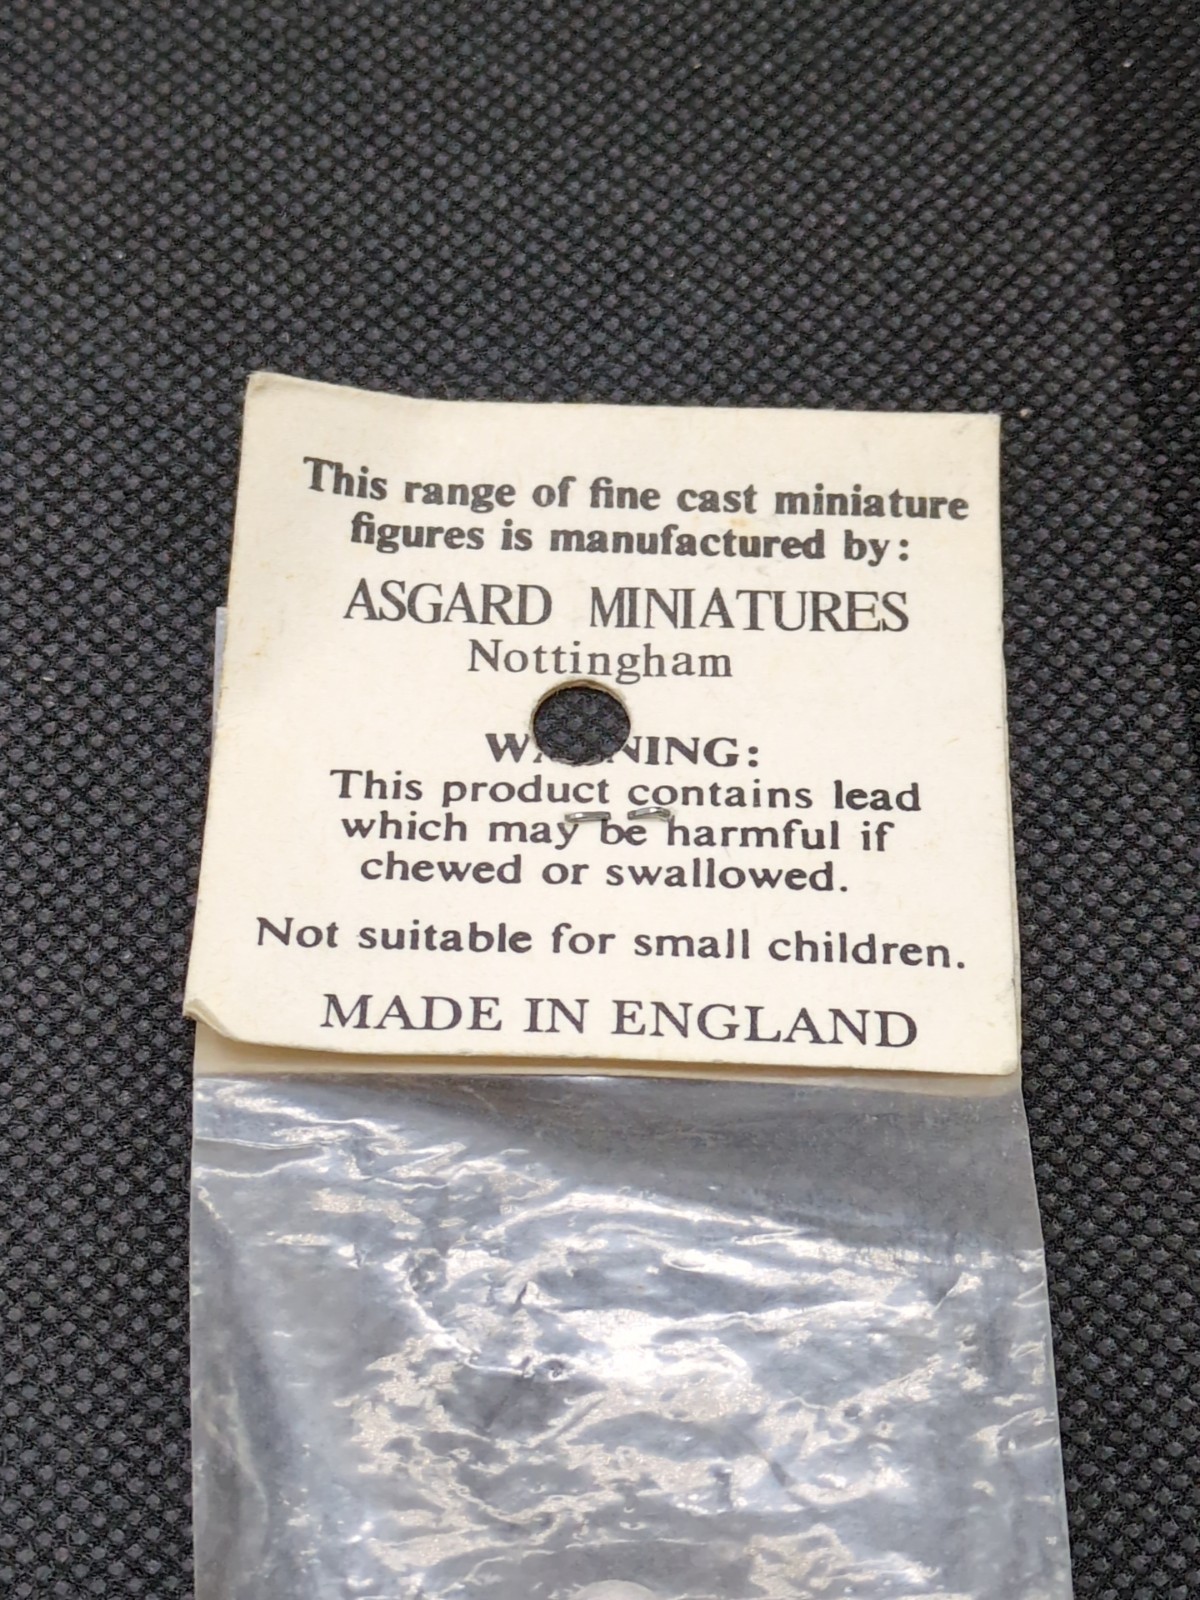 This range of fine cast miniature
figures is manufactured by:
ASGARD MINIATURES
Nottingham
WARNING:
This product contains lead
which may be harmful if
chewed or swallowed.
Not suitable for small children.
MADE IN ENGLAND